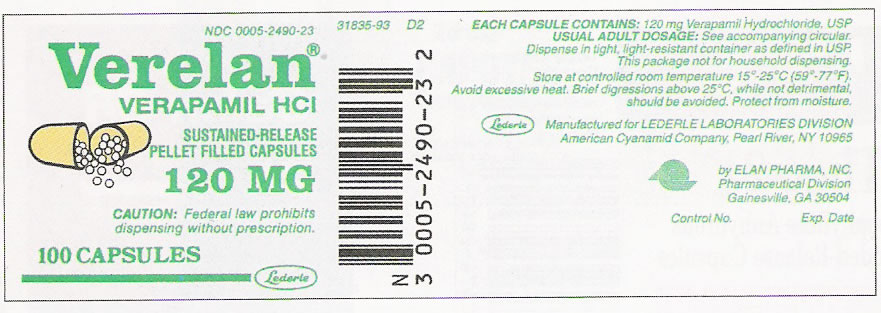 NDC 0005-2490-23
Verelan®
VERAPAMIL HCl
SUSTAINED-RELEASE
PELLET FILLED CAPSULES
120 MG
CAUTION: Federal law prohibits
dispensing without prescription.
100 CAPSULES
Lederle
31835-93 D2
N 3 0005-2490-23 2
EACH CAPSULE CONTAINS: 120 mg Verapamil Hydrochloride, USP
USUAL ADULT DOSAGE: See accompanying circular.
Dispense in tight, light-resistant container as defined in USP.
This package not for household dispensing.
Store at controlled room temperature 15°-25°C (59°-77°F).
Avoid excessive heat. Brief digressions above 25°C, while not detrimental,
should be avoided. Protect from moisture.
Lederle
Manufactured for LEDERLE LABORATORIES DIVISION
American Cyanamid Company, Pearl River, NY 10965
by ELAN PHARMA, INC.
Pharmaceutical Division
Gainesville, GA 30504
Control No. Exp. Date